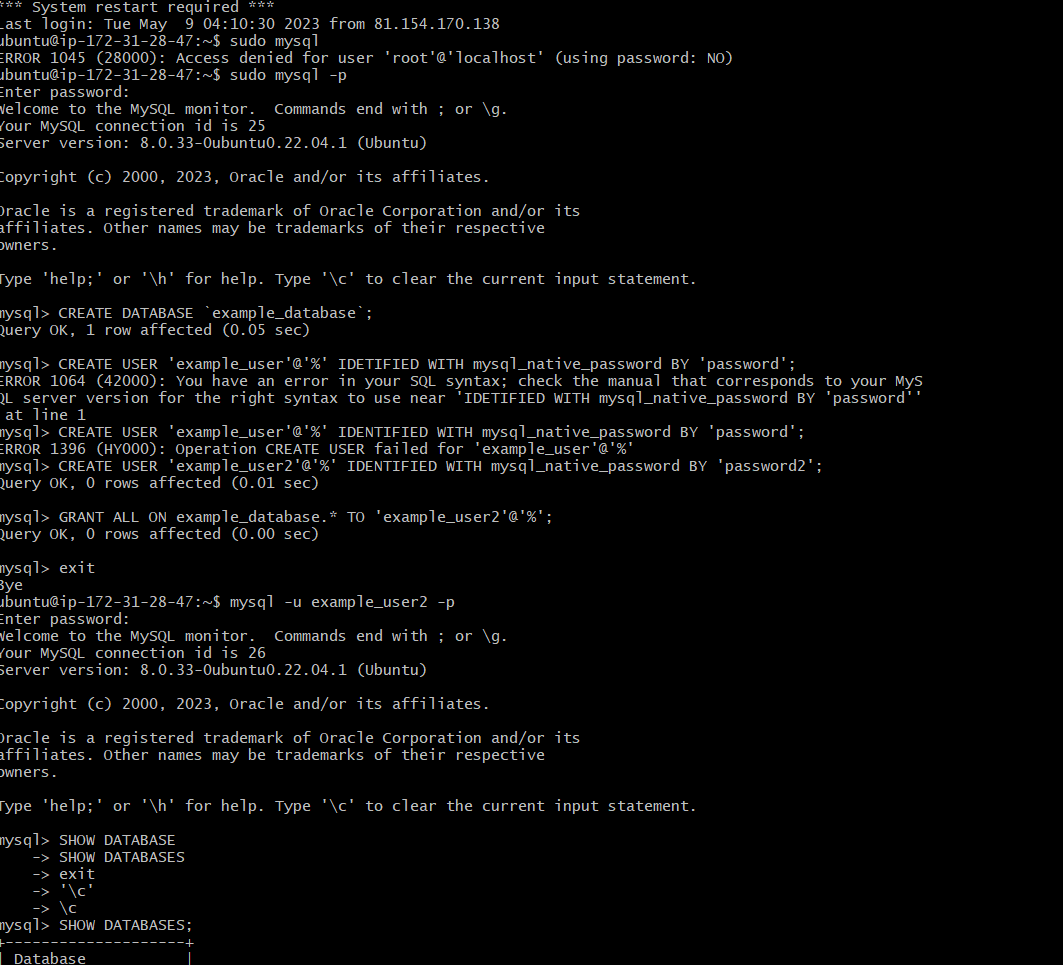 *** System restart required ***
Last login: Tue May  9 04:10:30 2023 from 81.154.170.138
ubuntu@ip-172-31-28-47:~$ sudo mysql
ERROR 1045 (28000): Access denied for user 'root'@'localhost' (using password: NO)
ubuntu@ip-172-31-28-47:~$ sudo mysql -p
Enter password:
Welcome to the MySQL monitor.  Commands end with ; or \g.
Your MySQL connection id is 25
Server version: 8.0.33-0ubuntu0.22.04.1 (Ubuntu)
Copyright (c) 2000, 2023, Oracle and/or its affiliates.
Oracle is a registered trademark of Oracle Corporation and/or its
affiliates. Other names may be trademarks of their respective
owners.
Type 'help;' or '\h' for help. Type '\c' to clear the current input statement.
mysql> CREATE DATABASE `example_database`;
Query OK, 1 row affected (0.05 sec)
mysql> CREATE USER 'example_user'@'%' IDETIFIED WITH mysql_native_password BY 'password';
ERROR 1064 (42000): You have an error in your SQL syntax; check the manual that corresponds to your MyS
QL server version for the right syntax to use near 'IDETIFIED WITH mysql_native_password BY 'password''
 at line 1
mysql> CREATE USER 'example_user'@'%' IDENTIFIED WITH mysql_native_password BY 'password';
ERROR 1396 (HY000): Operation CREATE USER failed for 'example_user'@'%'
mysql> CREATE USER 'example_user2'@'%' IDENTIFIED WITH mysql_native_password BY 'password2';
Query OK, 0 rows affected (0.01 sec)
mysql> GRANT ALL ON example_database.* TO 'example_user2'@'%';
Query OK, 0 rows affected (0.00 sec)
mysql> exit
Bye
ubuntu@ip-172-31-28-47:~$ mysql -u example_user2 -p
Enter password:
Welcome to the MySQL monitor.  Commands end with ; or \g.
Your MySQL connection id is 26
Server version: 8.0.33-0ubuntu0.22.04.1 (Ubuntu)
Copyright (c) 2000, 2023, Oracle and/or its affiliates.
Oracle is a registered trademark of Oracle Corporation and/or its
affiliates. Other names may be trademarks of their respective
owners.
Type 'help;' or '\h' for help. Type '\c' to clear the current input statement.
mysql> SHOW DATABASE
    -> SHOW DATABASES
    -> exit
    -> '\c'
    -> \c
mysql> SHOW DATABASES;
+--------------------+
| Database           |